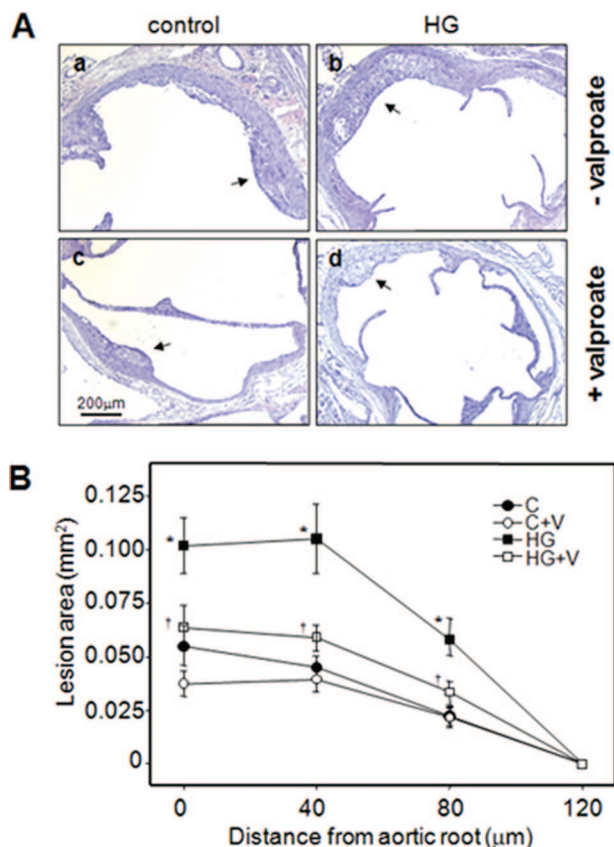 A
control HG
a
b
- valproate
c
d
+ valproate
200μm
B
Lesion area (mm²)
0.125
0.100
0.075
0.050
0.025
0
* * *
† † †
C
C+V
HG
HG+V
0 40 80 120
Distance from aortic root (μm)